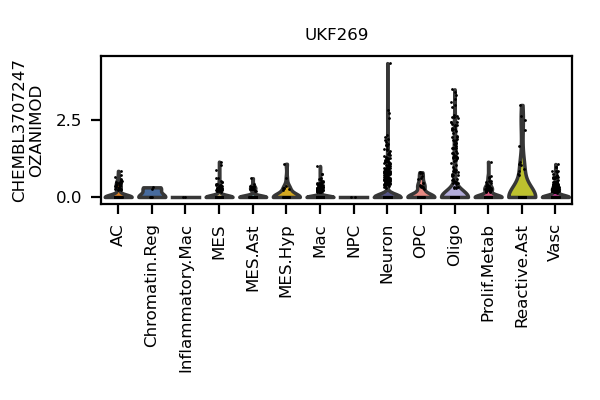 UKF269
CHEMBL3707247
OZANIMOD
2.5
0.0
AC
Chromatin.Reg
Inflammatory.Mac
MES
MES.Ast
MES.Hyp
Mac
NPC
Neuron
OPC
Oligo
Prolif.Metab
Reactive.Ast
Vasc